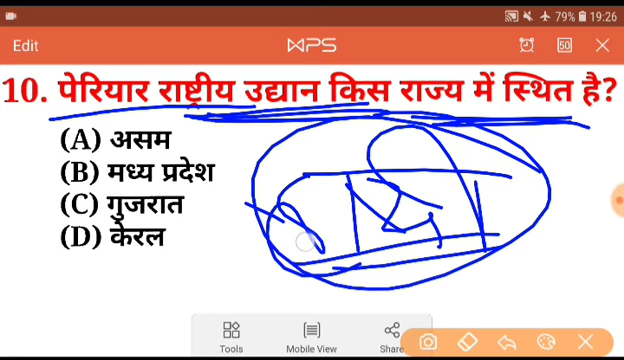 79% 19:26
Edit WPS 50
10. पेरियार राष्ट्रीय उद्यान किस राज्य में स्थित है?
(A) असम
(B) मध्य प्रदेश
(C) गुजरात
(D) केरल
Tools Mobile View Share